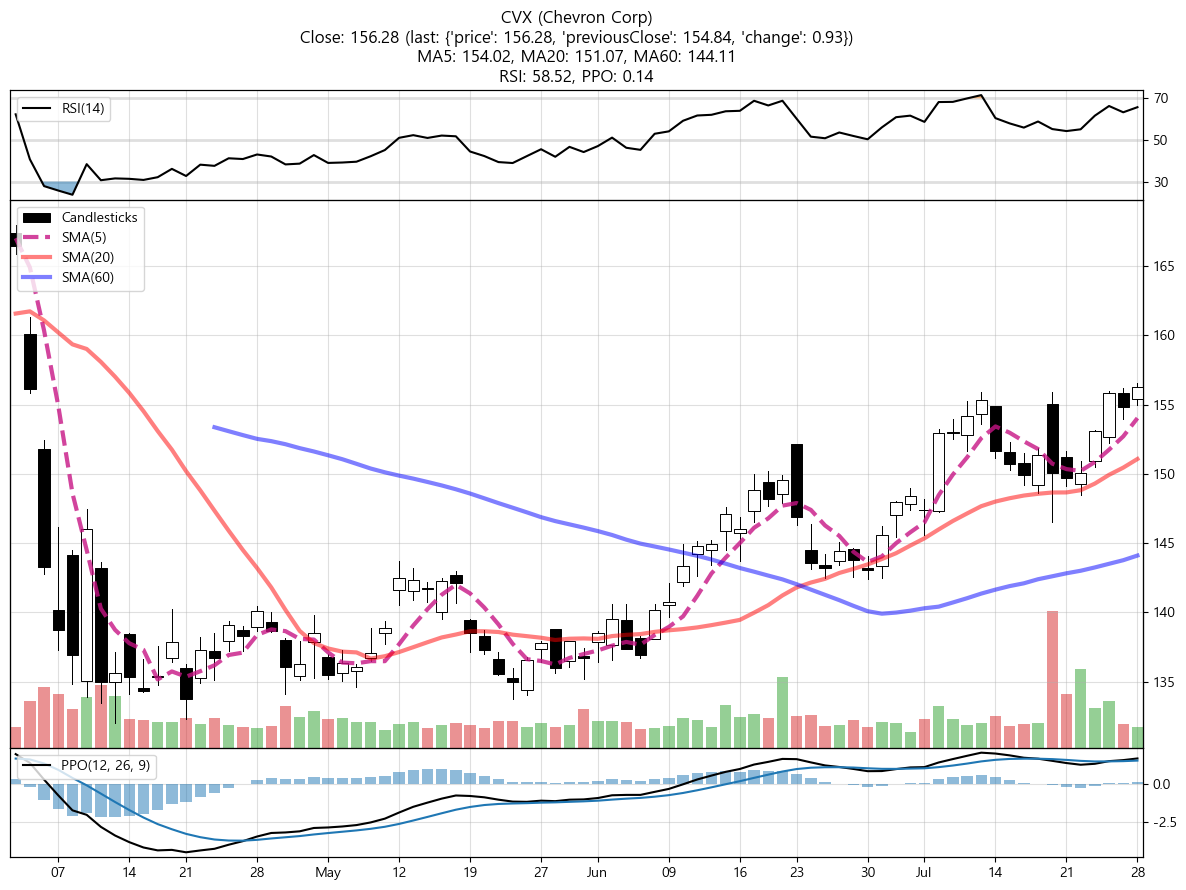 CVX (Chevron Corp)
Close: 156.28 (last: {'price': 156.28, 'previousClose': 154.84, 'change': 0.93})
MA5: 154.02, MA20: 151.07, MA60: 144.11
RSI: 58.52, PPO: 0.14
RSI(14)
70
50
30
Candlesticks
SMA(5)
SMA(20)
SMA(60)
165
160
155
150
145
140
135
PPO(12, 26, 9)
0.0
-2.5
07 14 21 28 May 12 19 27 Jun 09 16 23 30 Jul 14 21 28